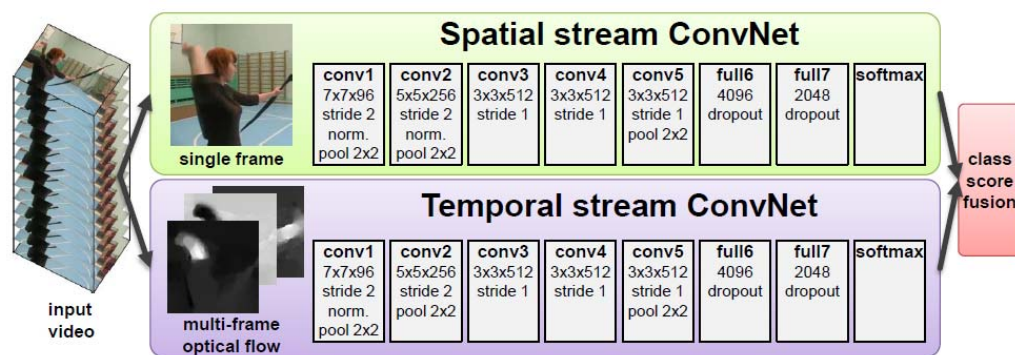 Spatial stream ConvNet
conv1
7x7x96
stride 2
norm.
pool 2x2
conv2
5x5x256
stride 2
norm.
pool 2x2
conv3
3x3x512
stride 1
conv4
3x3x512
stride 1
conv5
3x3x512
stride 1
pool 2x2
full6
4096
dropout
full7
2048
dropout
softmax
single frame
Temporal stream ConvNet
conv1
7x7x96
stride 2
norm.
pool 2x2
conv2
5x5x256
stride 2
pool 2x2
conv3
3x3x512
stride 1
conv4
3x3x512
stride 1
conv5
3x3x512
stride 1
pool 2x2
full6
4096
dropout
full7
2048
dropout
softmax
multi-frame
optical flow
input
video
class
score
fusion